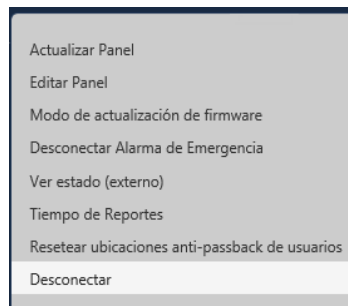 Actualizar Panel
Editar Panel
Modo de actualización de firmware
Desconectar Alarma de Emergencia
Ver estado (externo)
Tiempo de Reportes
Resetear ubicaciones anti-passback de usuarios
Desconectar